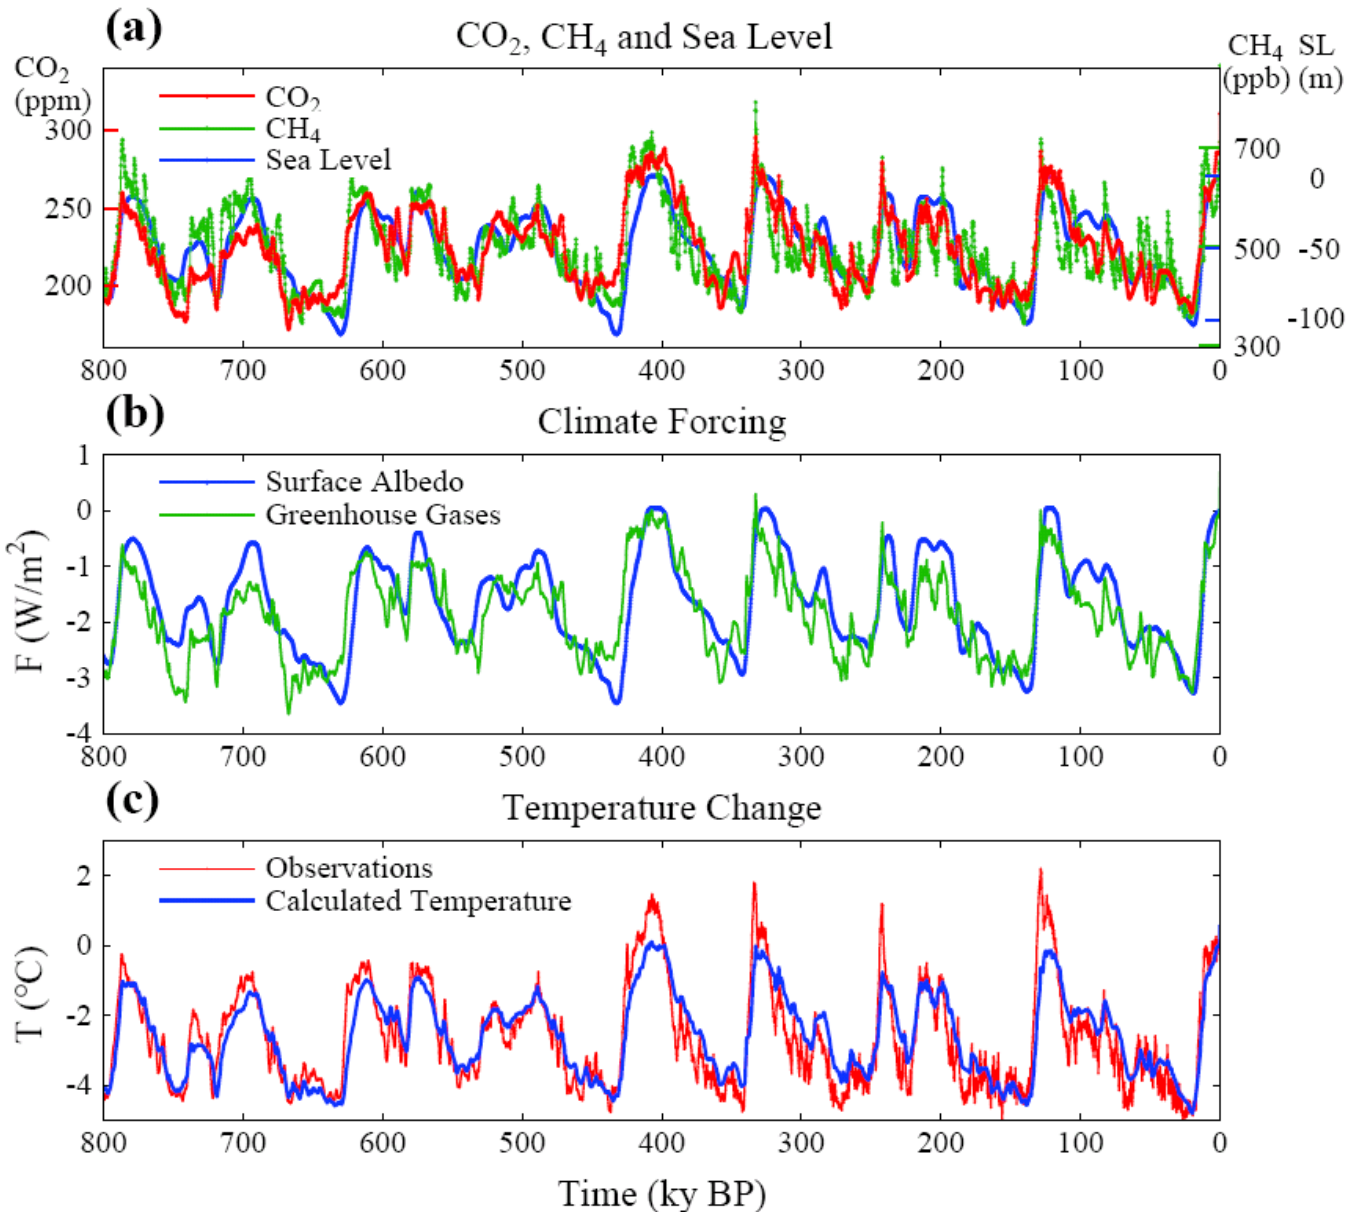 (a)
CO₂, CH₄ and Sea Level
CO₂
(ppm)
CH₄ SL
(ppb) (m)
CO₂
CH₄
Sea Level
300
250
200
700
500
300
0
-50
-100
800 700 600 500 400 300 200 100 0
(b)
Climate Forcing
Surface Albedo
Greenhouse Gases
F (W/m²)
1
0
-1
-2
-3
-4
800 700 600 500 400 300 200 100 0
(c)
Temperature Change
Observations
Calculated Temperature
T (°C)
2
0
-2
-4
800 700 600 500 400 300 200 100 0
Time (ky BP)